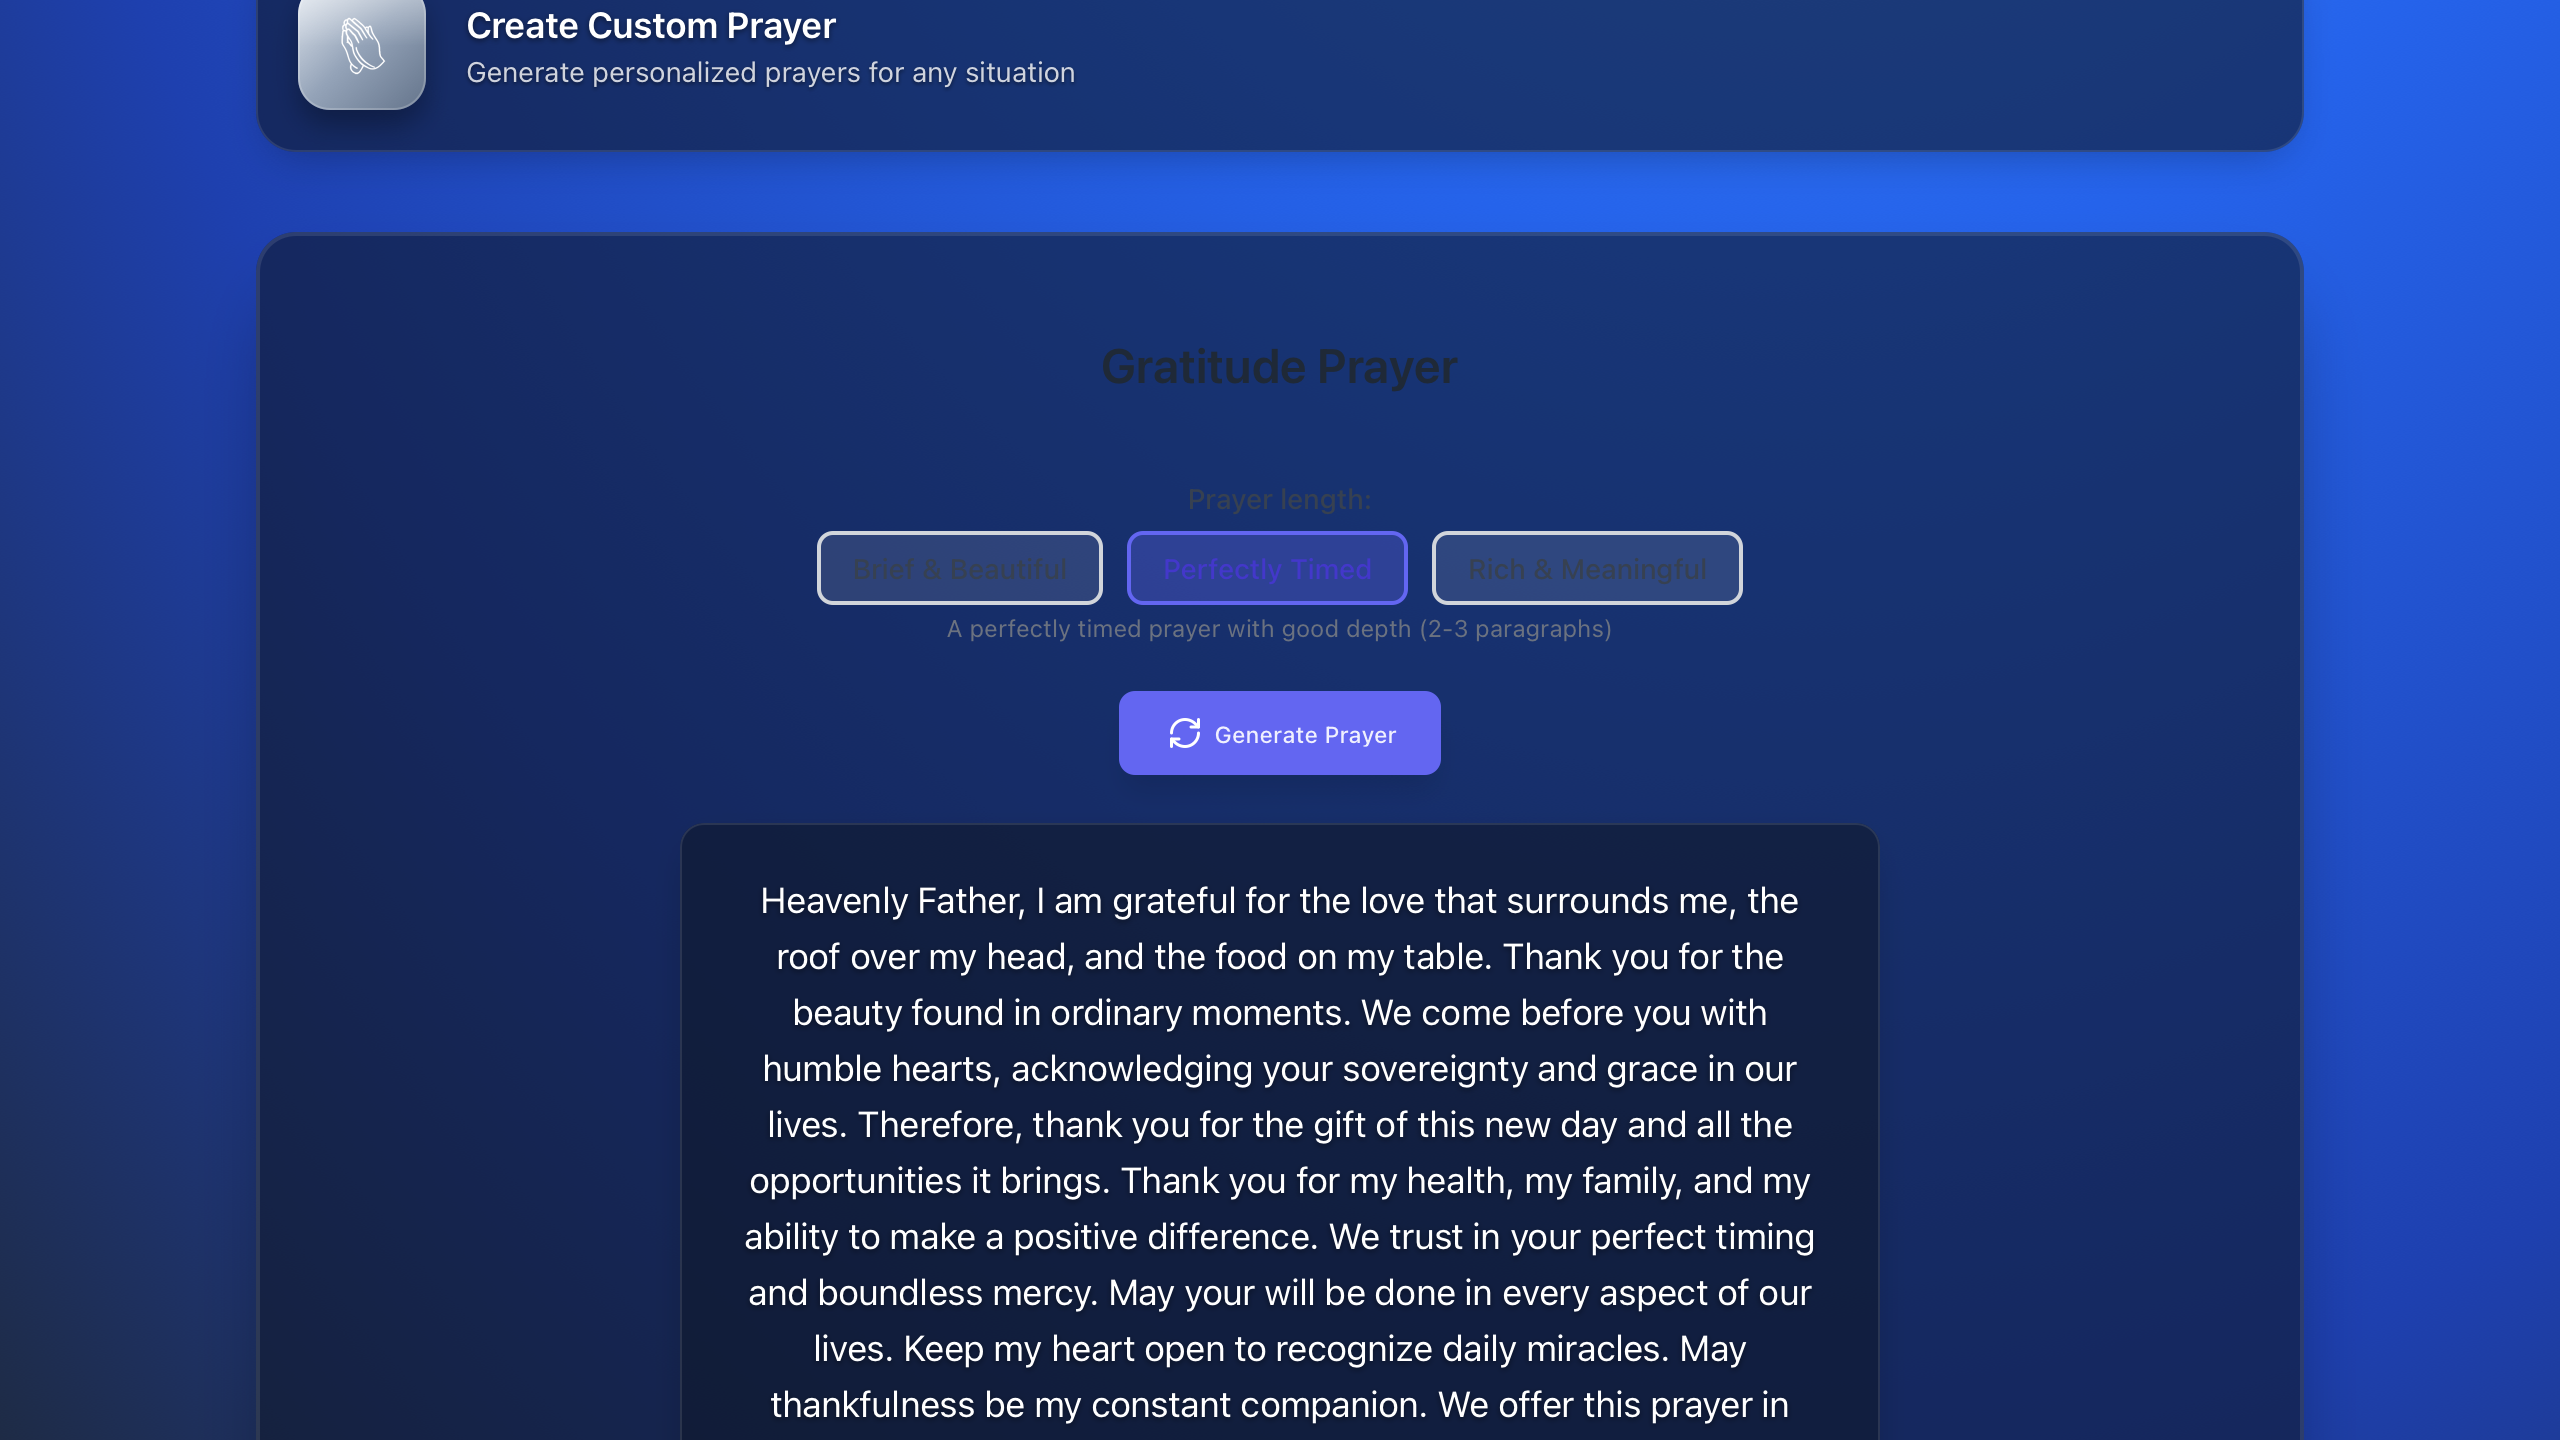 Create Custom Prayer
Generate personalized prayers for any situation
Gratitude Prayer
Prayer length:
Brief & Beautiful
Perfectly Timed
Rich & Meaningful
A perfectly timed prayer with good depth (2-3 paragraphs)
Generate Prayer
Heavenly Father, I am grateful for the love that surrounds me, the
roof over my head, and the food on my table. Thank you for the
beauty found in ordinary moments. We come before you with
humble hearts, acknowledging your sovereignty and grace in our
lives. Therefore, thank you for the gift of this new day and all the
opportunities it brings. Thank you for my health, my family, and my
ability to make a positive difference. We trust in your perfect timing
and boundless mercy. May your will be done in every aspect of our
lives. Keep my heart open to recognize daily miracles. May
thankfulness be my constant companion. We offer this prayer in